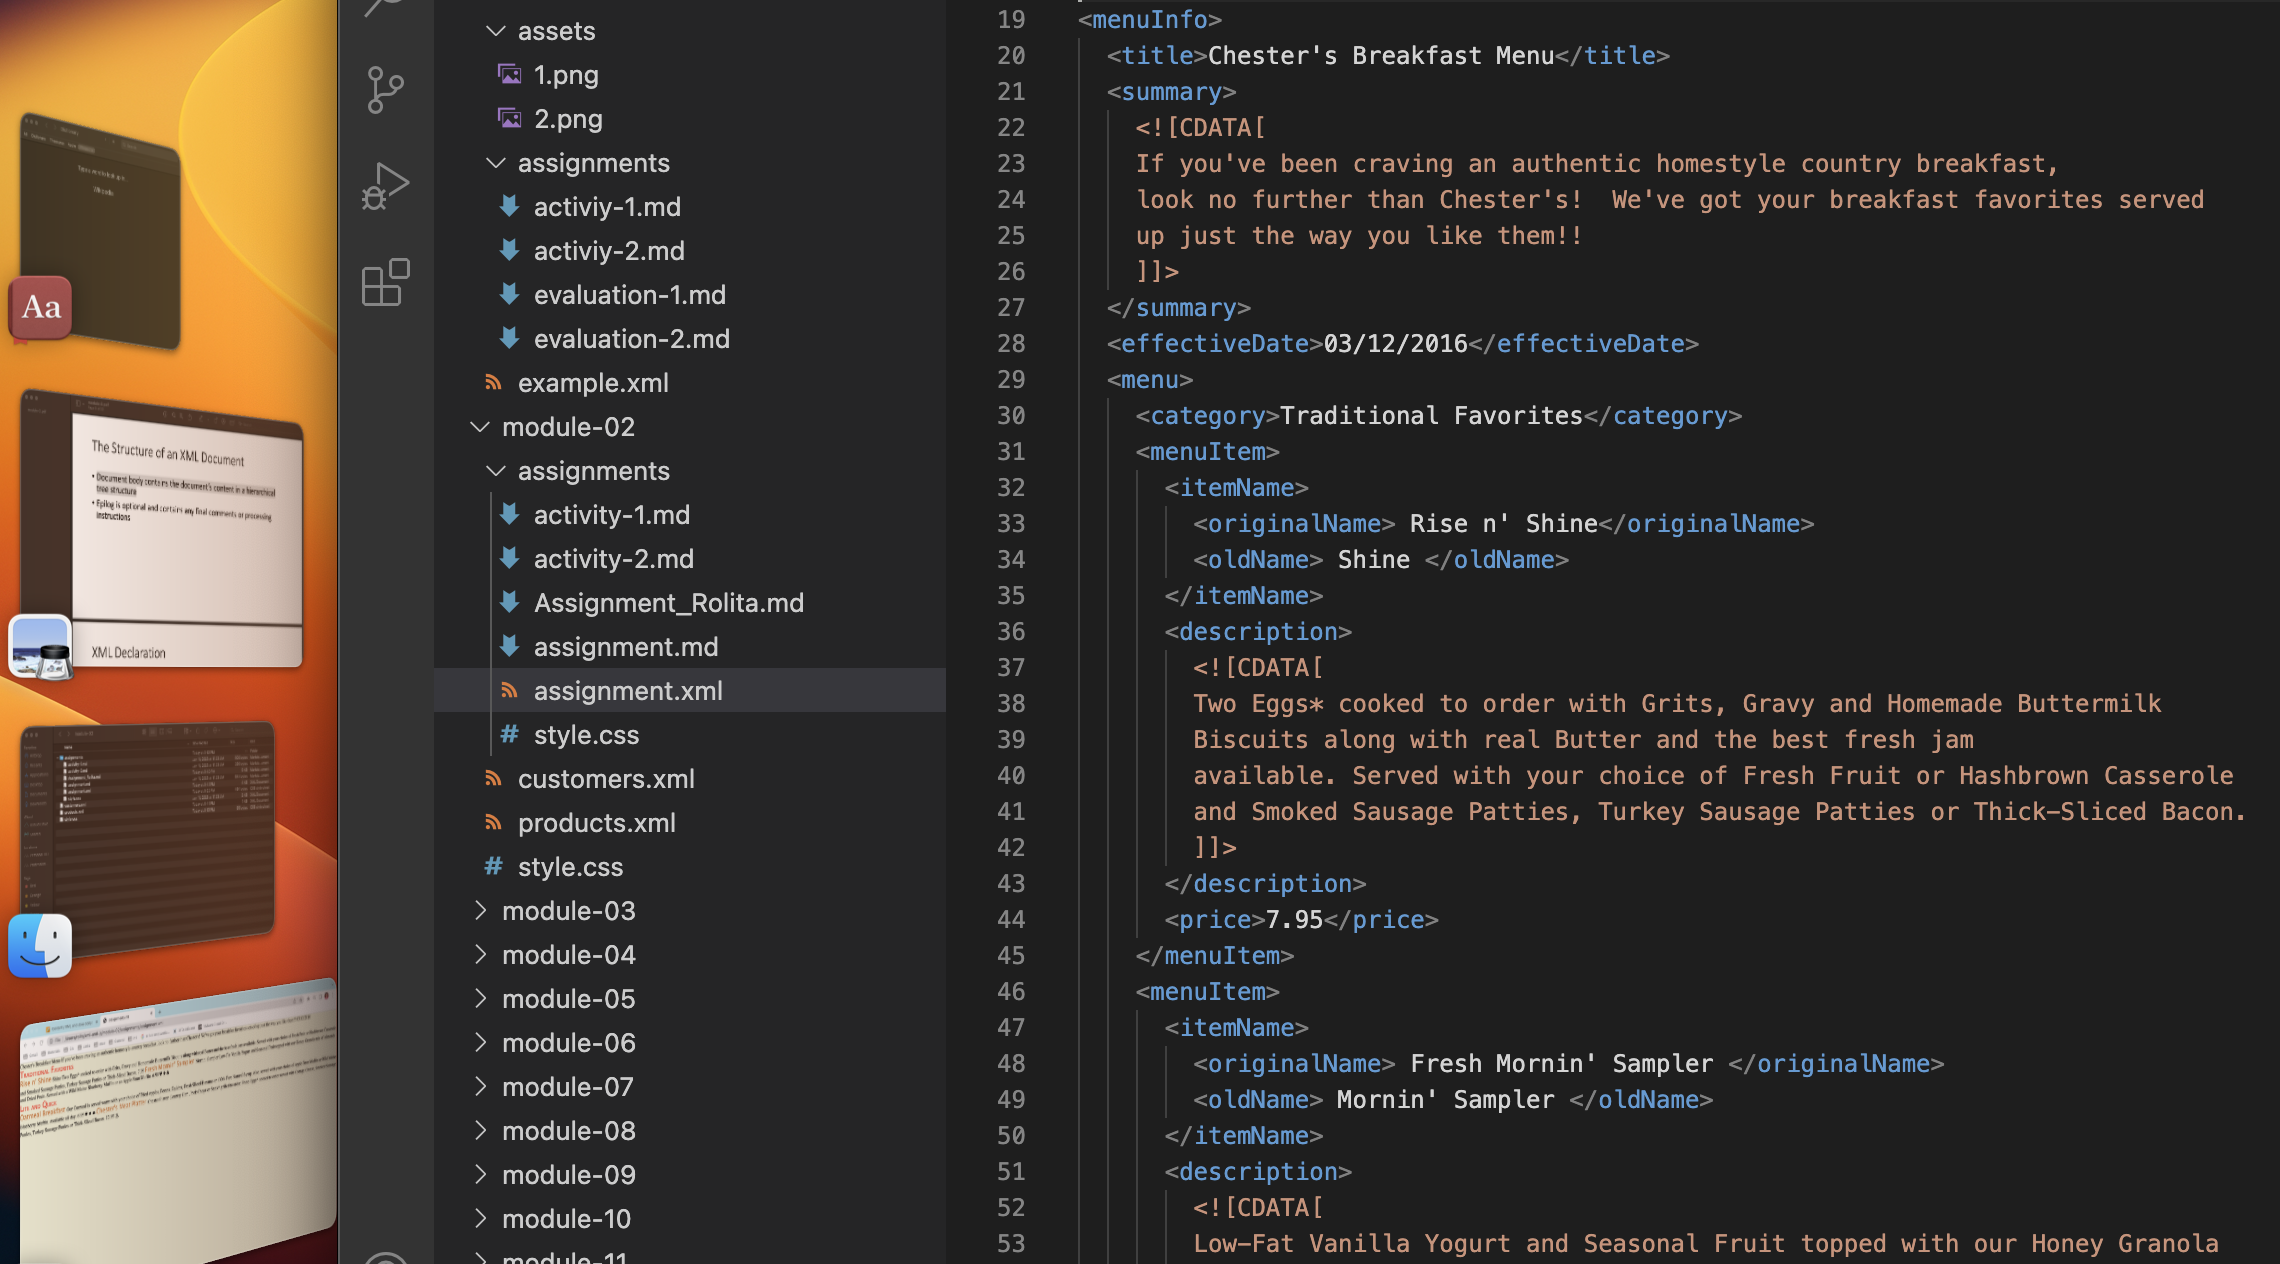 Aa
The Structure of an XML Document
• Document body contains the document's content in a hierarchical
tree structure
• Epilog is optional and contains any final comments or processing
instructions
XML Declaration
Traditional Favorites
Rise n' Shine
Lite and Quick
Oatmeal Breakfast
assets
1.png
2.png
assignments
activiy-1.md
activiy-2.md
evaluation-1.md
evaluation-2.md
example.xml
module-02
assignments
activity-1.md
activity-2.md
Assignment_Rolita.md
assignment.md
assignment.xml
# style.css
customers.xml
products.xml
# style.css
module-03
module-04
module-05
module-06
module-07
module-08
module-09
module-10
module-11
19 <menuInfo>
20 <title>Chester's Breakfast Menu</title>
21 <summary>
22 <![CDATA[
23 If you've been craving an authentic homestyle country breakfast,
24 look no further than Chester's!  We've got your breakfast favorites served
25 up just the way you like them!!
26 ]]>
27 </summary>
28 <effectiveDate>03/12/2016</effectiveDate>
29 <menu>
30 <category>Traditional Favorites</category>
31 <menuItem>
32 <itemName>
33 <originalName> Rise n' Shine</originalName>
34 <oldName> Shine </oldName>
35 </itemName>
36 <description>
37 <![CDATA[
38 Two Eggs* cooked to order with Grits, Gravy and Homemade Buttermilk
39 Biscuits along with real Butter and the best fresh jam
40 available. Served with your choice of Fresh Fruit or Hashbrown Casserole
41 and Smoked Sausage Patties, Turkey Sausage Patties or Thick-Sliced Bacon.
42 ]]>
43 </description>
44 <price>7.95</price>
45 </menuItem>
46 <menuItem>
47 <itemName>
48 <originalName> Fresh Mornin' Sampler </originalName>
49 <oldName> Mornin' Sampler </oldName>
50 </itemName>
51 <description>
52 <![CDATA[
53 Low-Fat Vanilla Yogurt and Seasonal Fruit topped with our Honey Granola